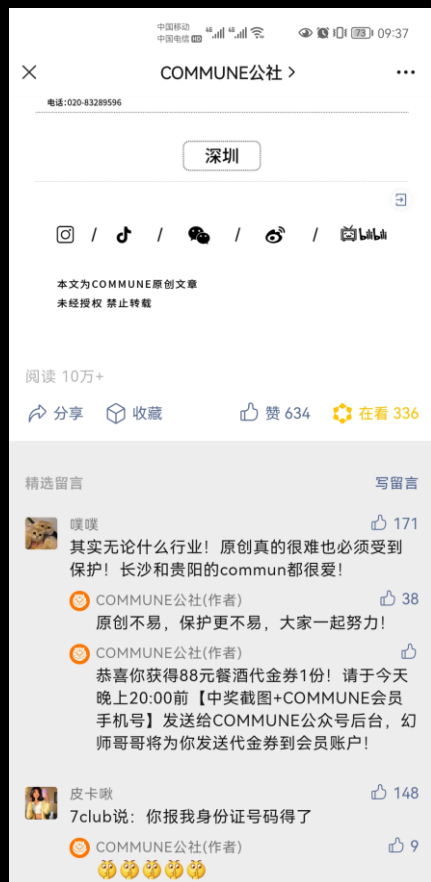 中国移动
中国电信 HD 46 46 73 09:37
COMMUNE公社 >
电话:020-83289596
深圳
/ / / / bilibili
本文为COMMUNE原创文章
未经授权 禁止转载
阅读 10万+
分享 收藏 赞 634 在看 336
精选留言 写留言
噗噗 171
其实无论什么行业！原创真的很难也必须受到
保护！长沙和贵阳的commun都很爱！
COMMUNE公社(作者) 38
原创不易，保护更不易，大家一起努力！
COMMUNE公社(作者)
恭喜你获得88元餐酒代金券1份！请于今天
晚上20:00前【中奖截图+COMMUNE会员
手机号】发送给COMMUNE公众号后台，幻
师哥哥将为你发送代金券到会员账户！
皮卡啾 148
7club说：你报我身份证号码得了
COMMUNE公社(作者) 9